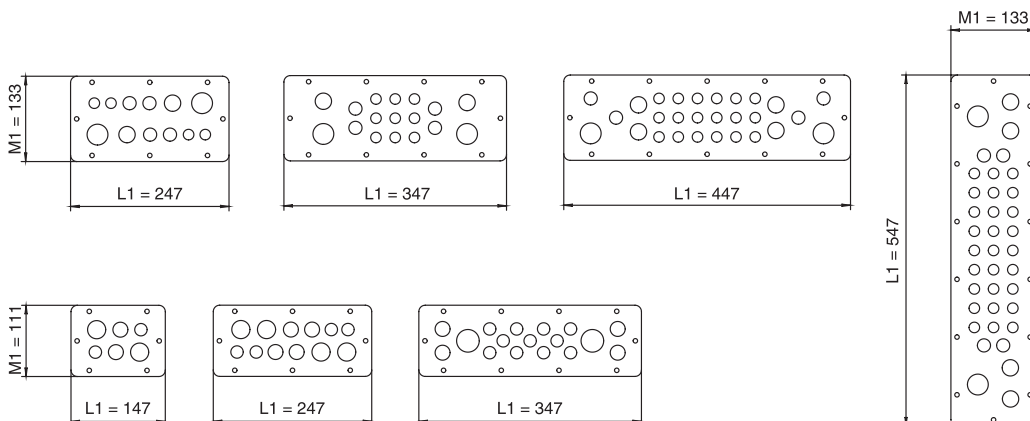 M1 = 133
M1 = 133
L1 = 247
L1 = 347
L1 = 447
L1 = 547
M1 = 111
L1 = 147
L1 = 247
L1 = 347